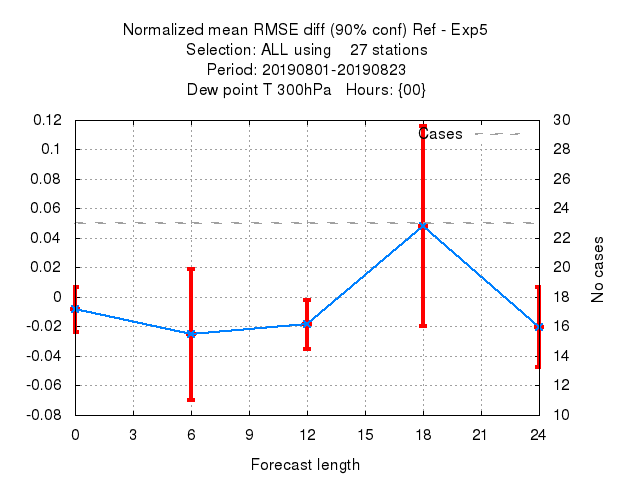 Normalized mean RMSE diff (90% conf) Ref - Exp5
Selection: ALL using 27 stations
Period: 20190801-20190823
Dew point T 300hPa Hours: {00}
Cases
0.12
0.1
0.08
0.06
0.04
0.02
0
-0.02
-0.04
-0.06
-0.08
30
28
26
24
22
20
18
16
14
12
10
No cases
0 3 6 9 12 15 18 21 24
Forecast length